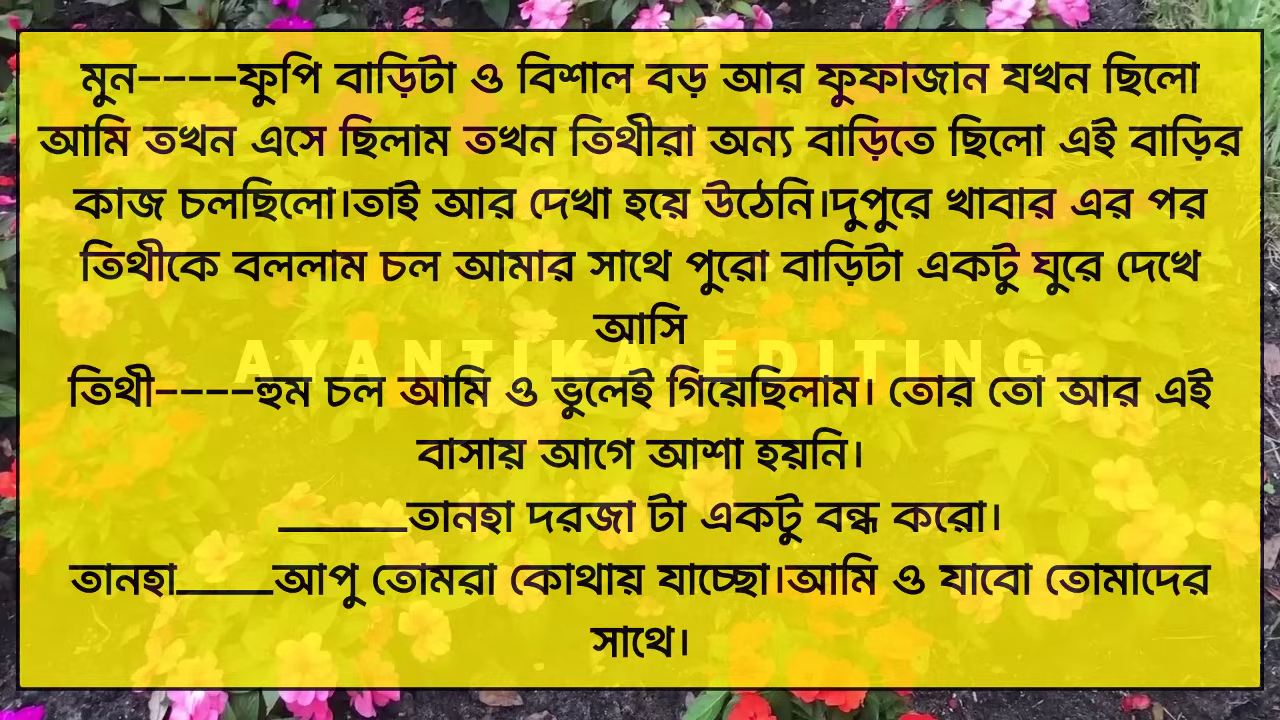 মুন----ফুপি বাড়িটা ও বিশাল বড় আর ফুফাজান যখন ছিলো
আমি তখন এসে ছিলাম তখন তিথীরা অন্য বাড়িতে ছিলো এই বাড়ির
কাজ চলছিলো।তাই আর দেখা হয়ে উঠেনি।দুপুরে খাবার এর পর
তিথীকে বললাম চল আমার সাথে পুরো বাড়িটা একটু ঘুরে দেখে
আসি
AYANTIKA EDITING
তিথী----হুম চল আমি ও ভুলেই গিয়েছিলাম। তোর তো আর এই
বাসায় আগে আশা হয়নি।
______তানহা দরজা টা একটু বন্ধ করো।
তানহা____আপু তোমরা কোথায় যাচ্ছো।আমি ও যাবো তোমাদের
সাথে।